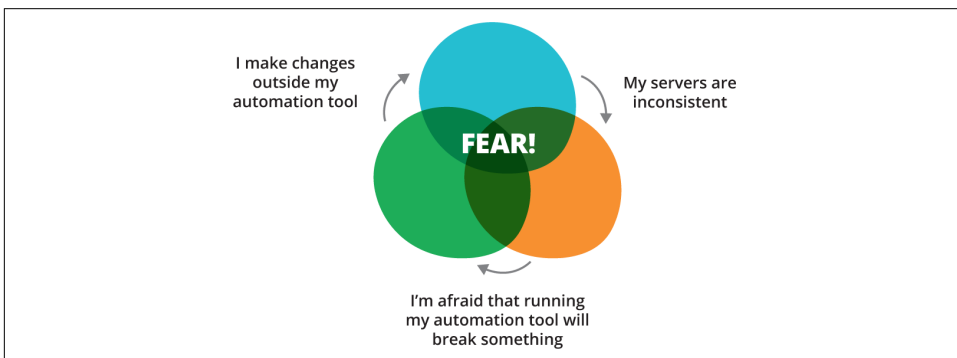 I make changes
outside my
automation tool
My servers are
inconsistent
FEAR!
I’m afraid that running
my automation tool will
break something